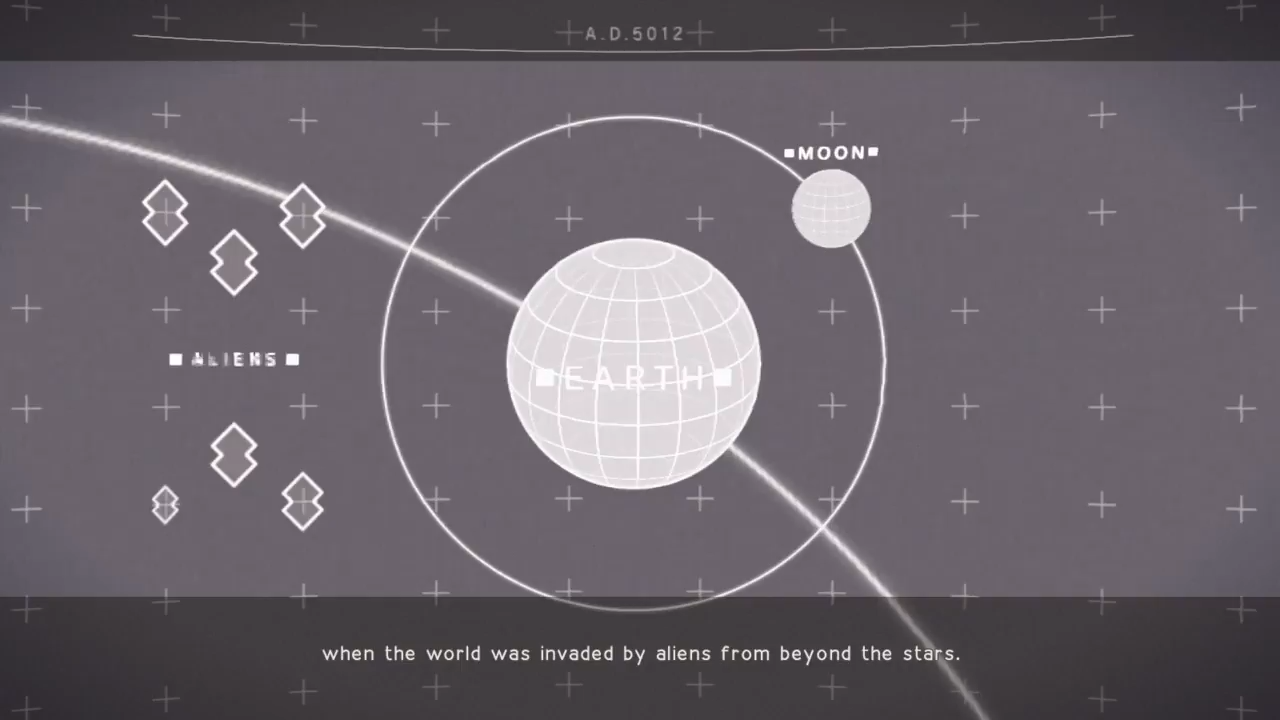 A.D.5012
MOON
ALIENS
EARTH
when the world was invaded by aliens from beyond the stars.